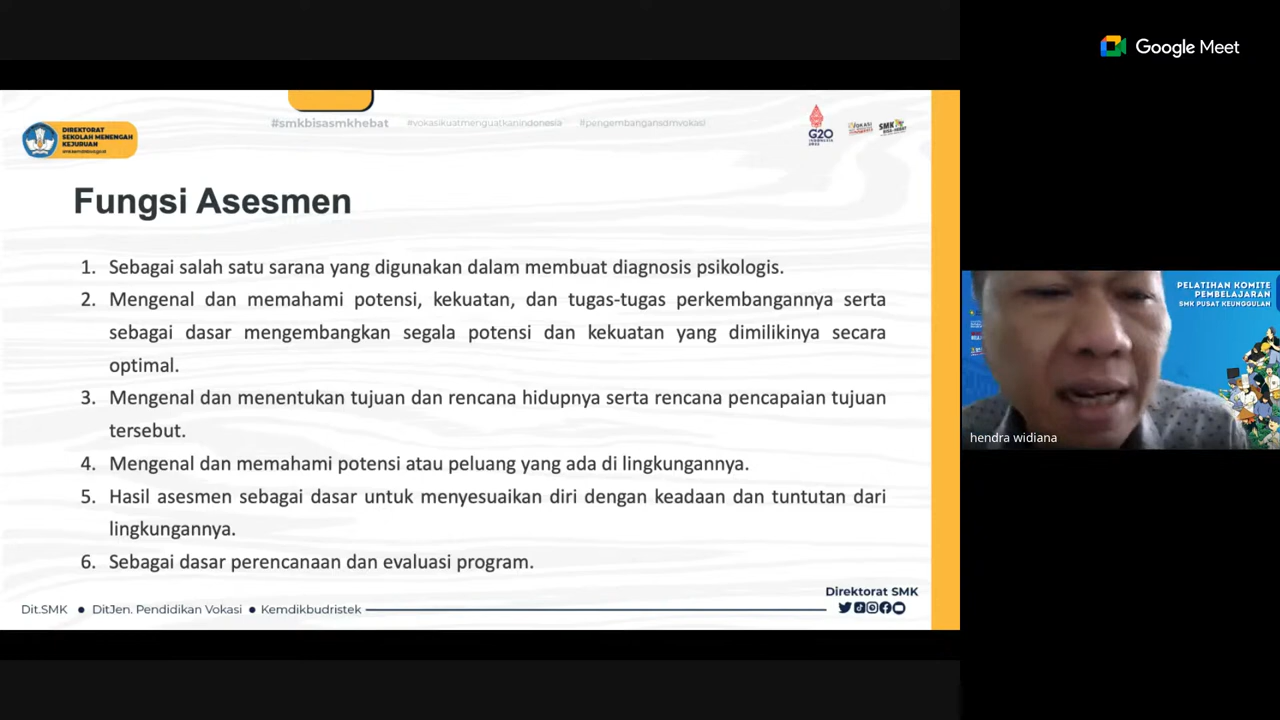 Google Meet
#smkbisasmkhebat #vokasikuatmenguatkanindonesia #pengembangansdmvokasi
DIREKTORAT
SEKOLAH MENENGAH
KEJURUAN
G20
Fungsi Asesmen
1. Sebagai salah satu sarana yang digunakan dalam membuat diagnosis psikologis.
2. Mengenal dan memahami potensi, kekuatan, dan tugas-tugas perkembangannya serta
sebagai dasar mengembangkan segala potensi dan kekuatan yang dimilikinya secara
optimal.
3. Mengenal dan menentukan tujuan dan rencana hidupnya serta rencana pencapaian tujuan
tersebut.
4. Mengenal dan memahami potensi atau peluang yang ada di lingkungannya.
5. Hasil asesmen sebagai dasar untuk menyesuaikan diri dengan keadaan dan tuntutan dari
lingkungannya.
6. Sebagai dasar perencanaan dan evaluasi program.
Direktorat SMK
Dit.SMK ● DitJen. Pendidikan Vokasi ● Kemdikbudristek
PELATIHAN KOMITE
PEMBELAJARAN
SMK PUSAT KEUNGGULAN
hendra widiana